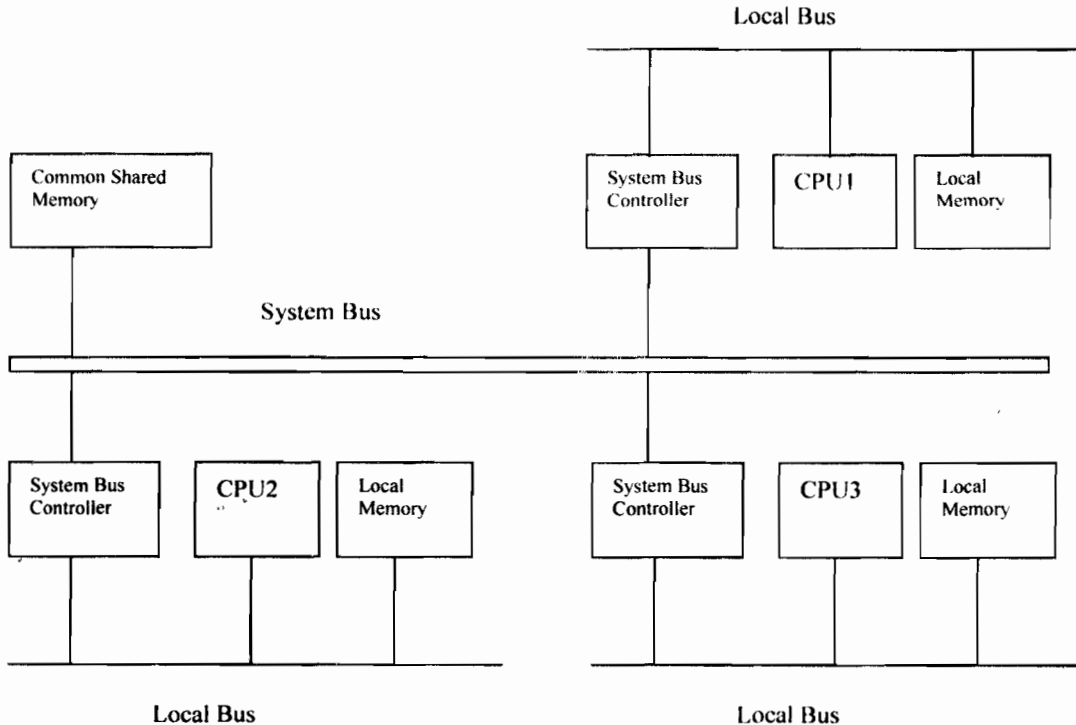 Local Bus
Common Shared
Memory
System Bus
Controller
CPU1
Local
Memory
System Bus
System Bus
Controller
CPU2
Local
Memory
System Bus
Controller
CPU3
Local
Memory
Local Bus
Local Bus